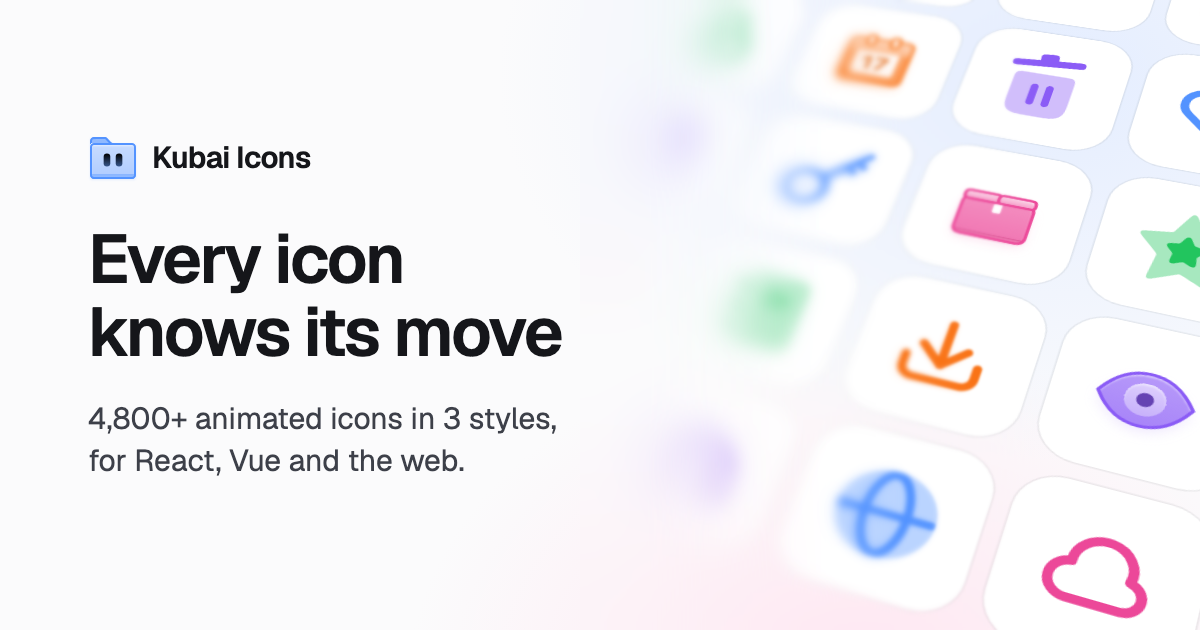 Kubai Icons
Every icon
knows its move
4,800+ animated icons in 3 styles,
for React, Vue and the web.
17